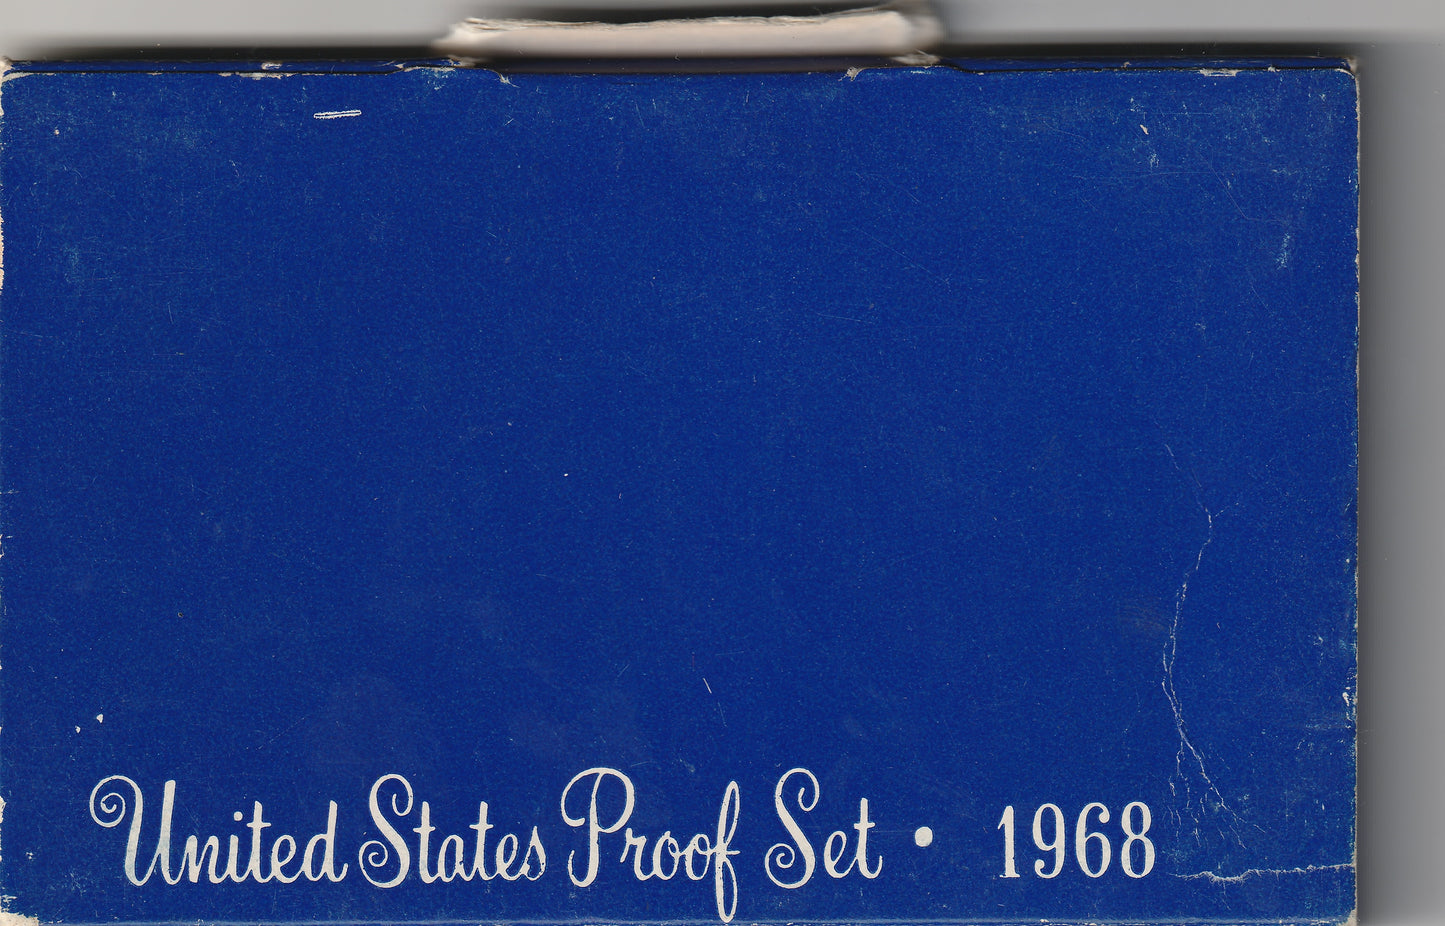 United States Proof Set • 1968